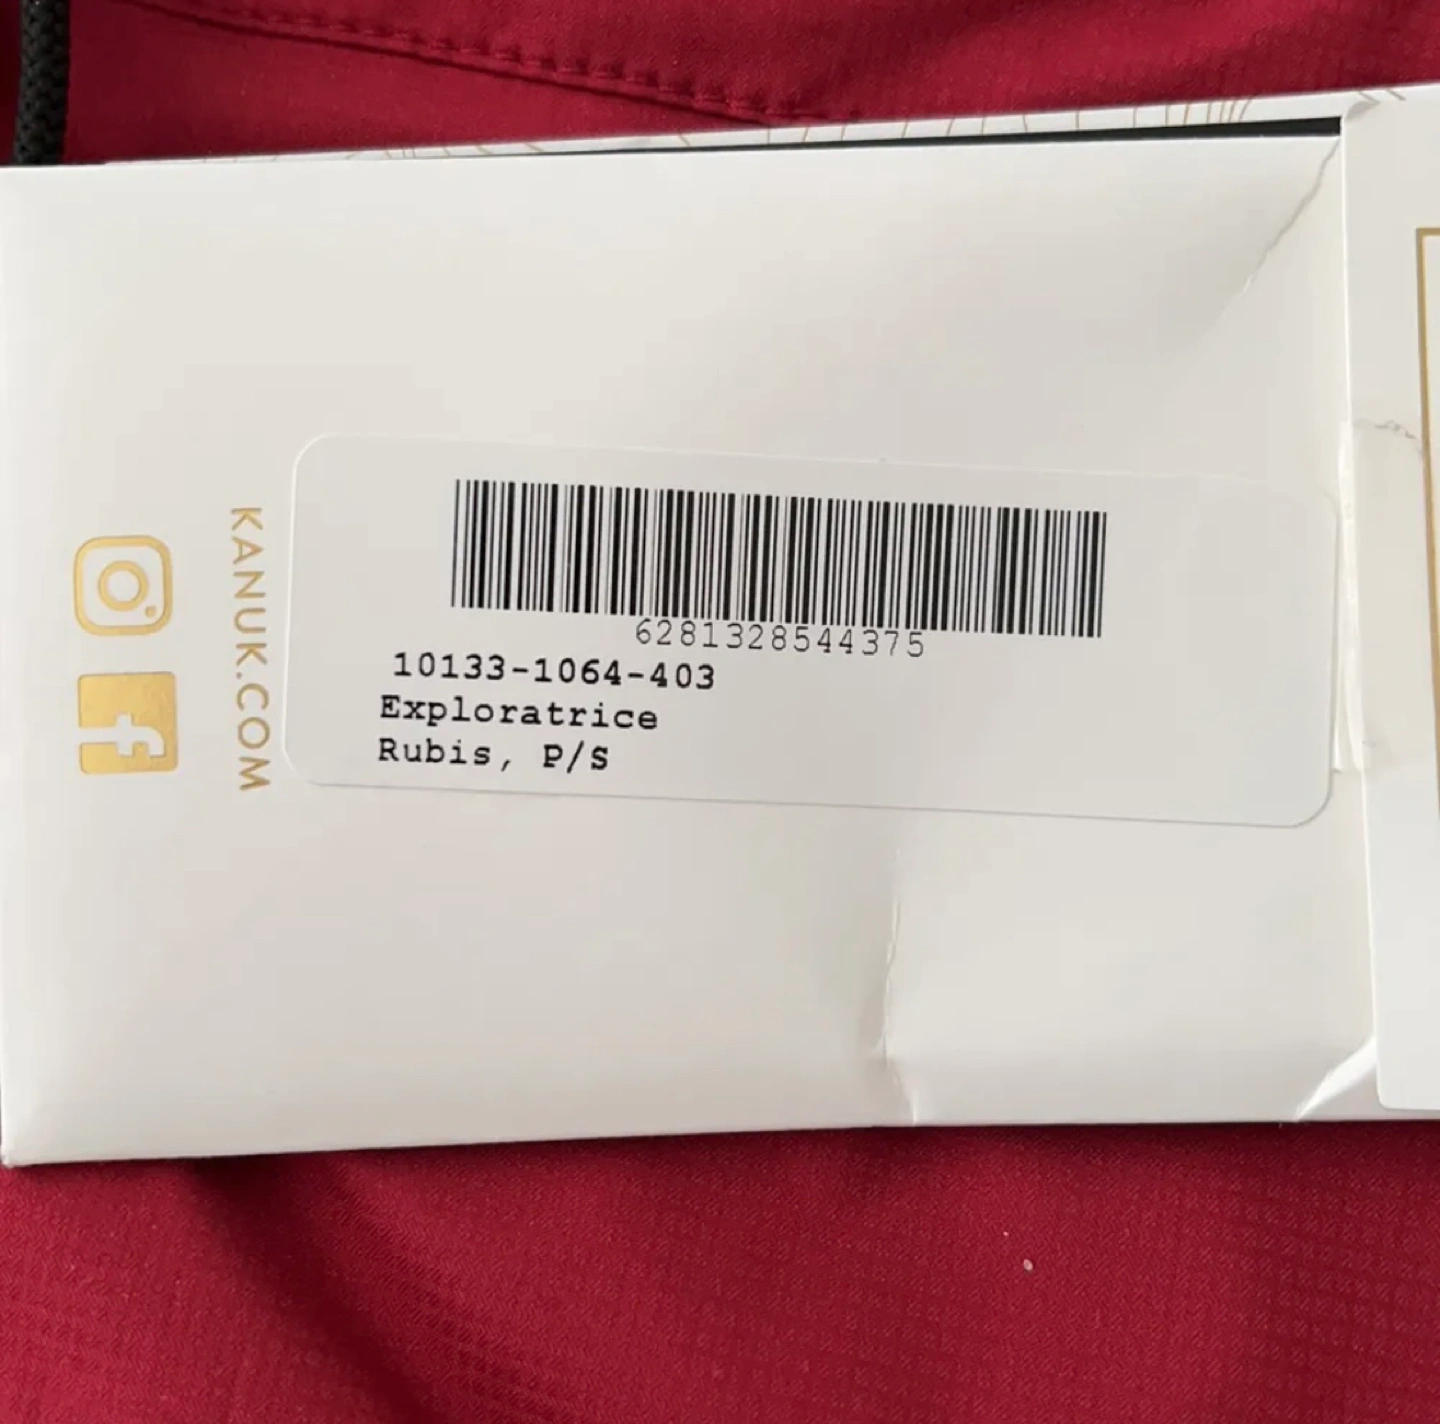 KANUK.COM
6281328544375
10133-1064-403
Exploratrice
Rubis, P/S